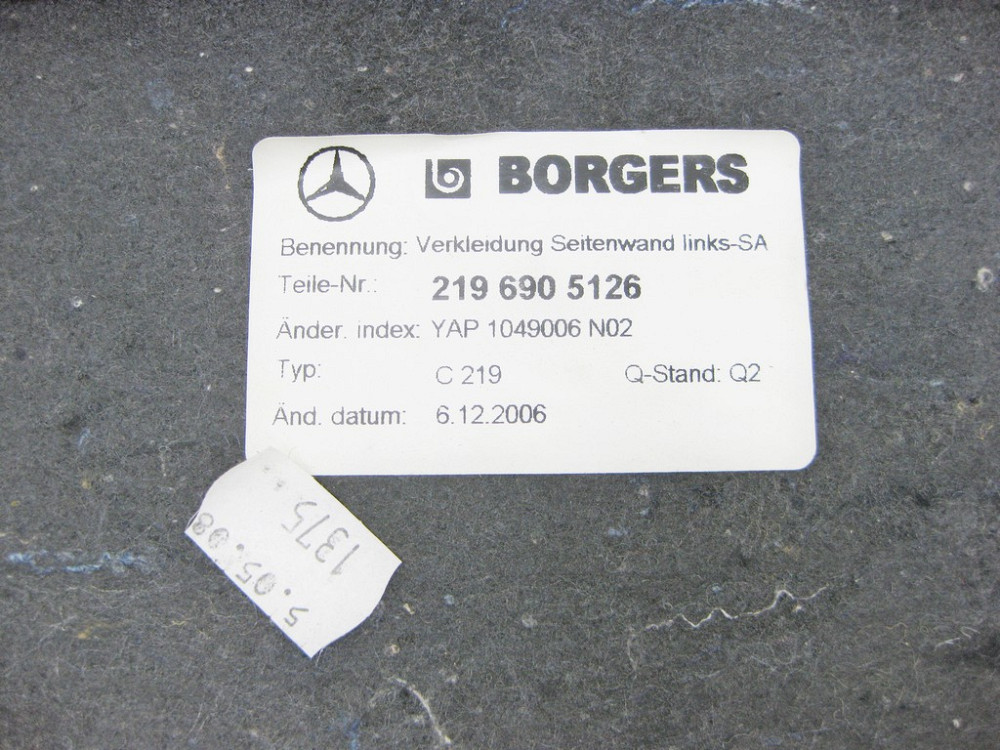 BORGERS
Benennung: Verkleidung Seitenwand links-SA
Teile-Nr.: 219 690 5126
Änder. index: YAP 1049006 N02
Typ: C 219 Q-Stand: Q2
Änd. datum: 6.12.2006
1375
5.05.08